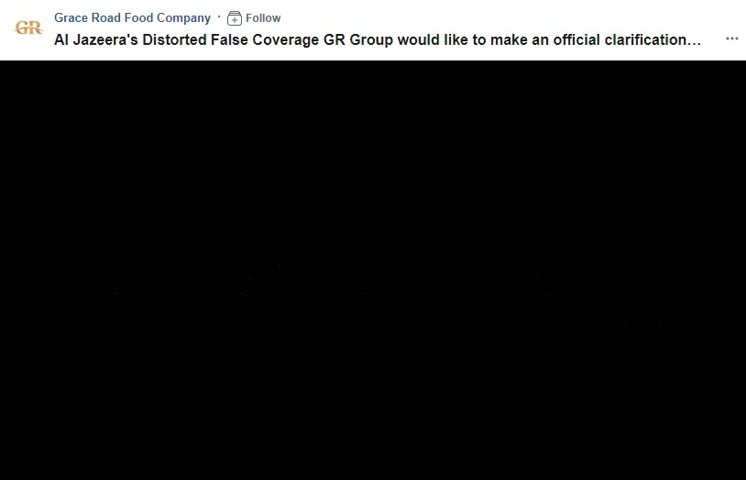 Grace Road Food Company · Follow
GR
Al Jazeera's Distorted False Coverage GR Group would like to make an official clarification…